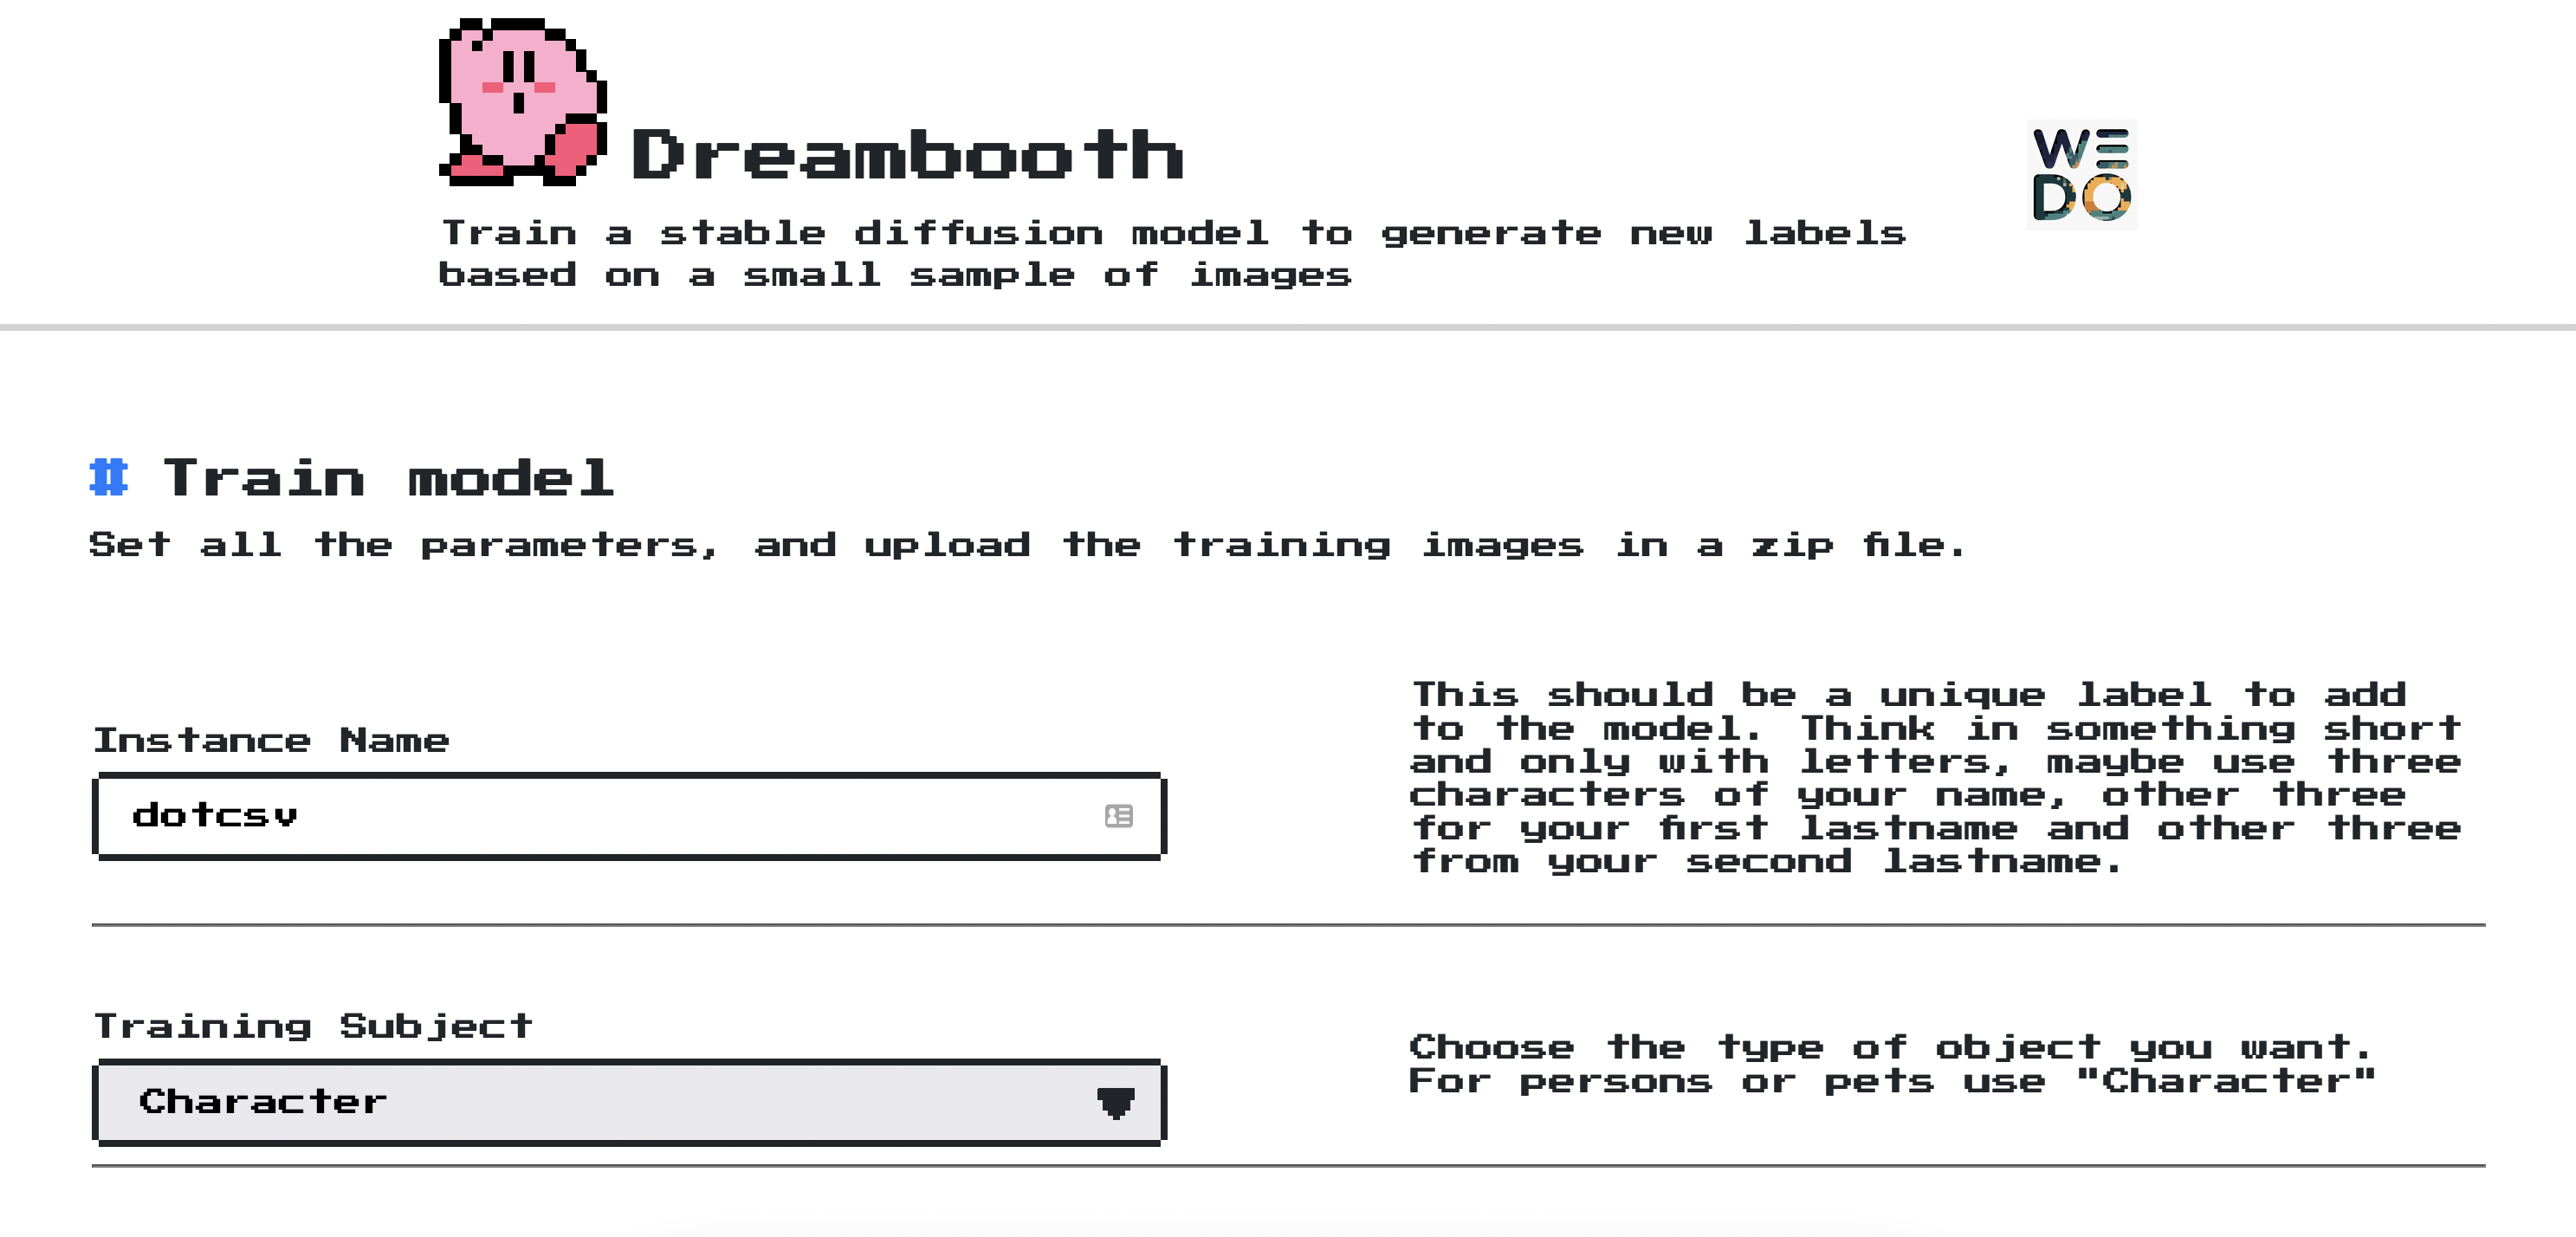 Dreambooth
WE
DO
Train a stable diffusion model to generate new labels
based on a small sample of images
# Train model
Set all the parameters, and upload the training images in a zip file.
Instance Name
dotcsv
This should be a unique label to add
to the model. Think in something short
and only with letters, maybe use three
characters of your name, other three
for your first lastname and other three
from your second lastname.
Training Subject
Character
Choose the type of object you want.
For persons or pets use "Character"